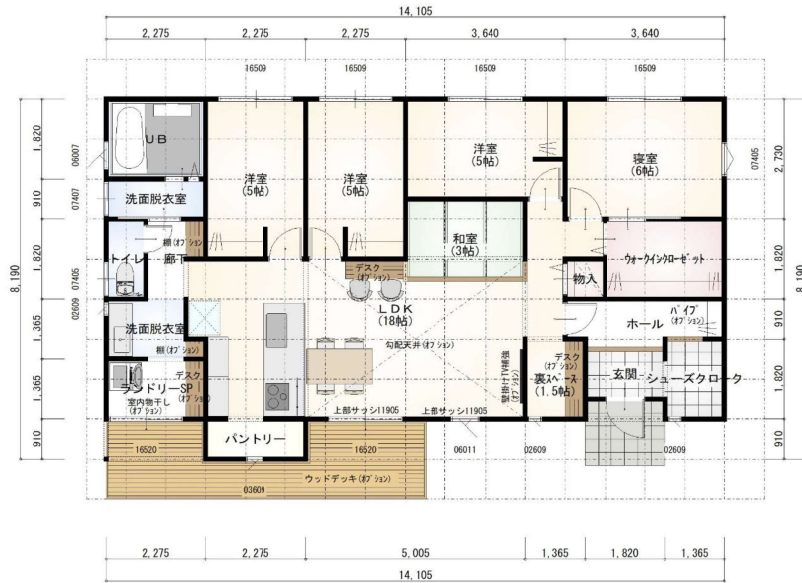 14,105
2,275
2,275
2,275
3,640
3,640
16509
16509
16509
16509
8,190
1,820
910
1,820
1,365
1,365
910
06007
07407
07405
02609
UB
洋室
(5帖)
洋室
(5帖)
洋室
(5帖)
寝室
(6帖)
07405
2,730
1,820
910
1,820
910
8,190
洗面脱衣室
棚(オプション)
トイレ
廊下
和室
(3帖)
ウォークインクローゼット
デスク
(オプション)
物入
LDK
(18帖)
勾配天井(オプション)
洗面脱衣室
棚(オプション)
ホール
パイプ
(オプション)
デスク
(オプション)
ランドリーSP
室内物干し
(オプション)
壁掛けTV補強
(オプション)
デスク
(オプション)
裏スペース
(1.5帖)
玄関
シューズクローク
上部サッシ11905
上部サッシ11905
パントリー
16520
16520
06011
02609
02609
ウッドデッキ(オプション)
03601
2,275
2,275
5,005
1,365
1,820
1,365
14,105